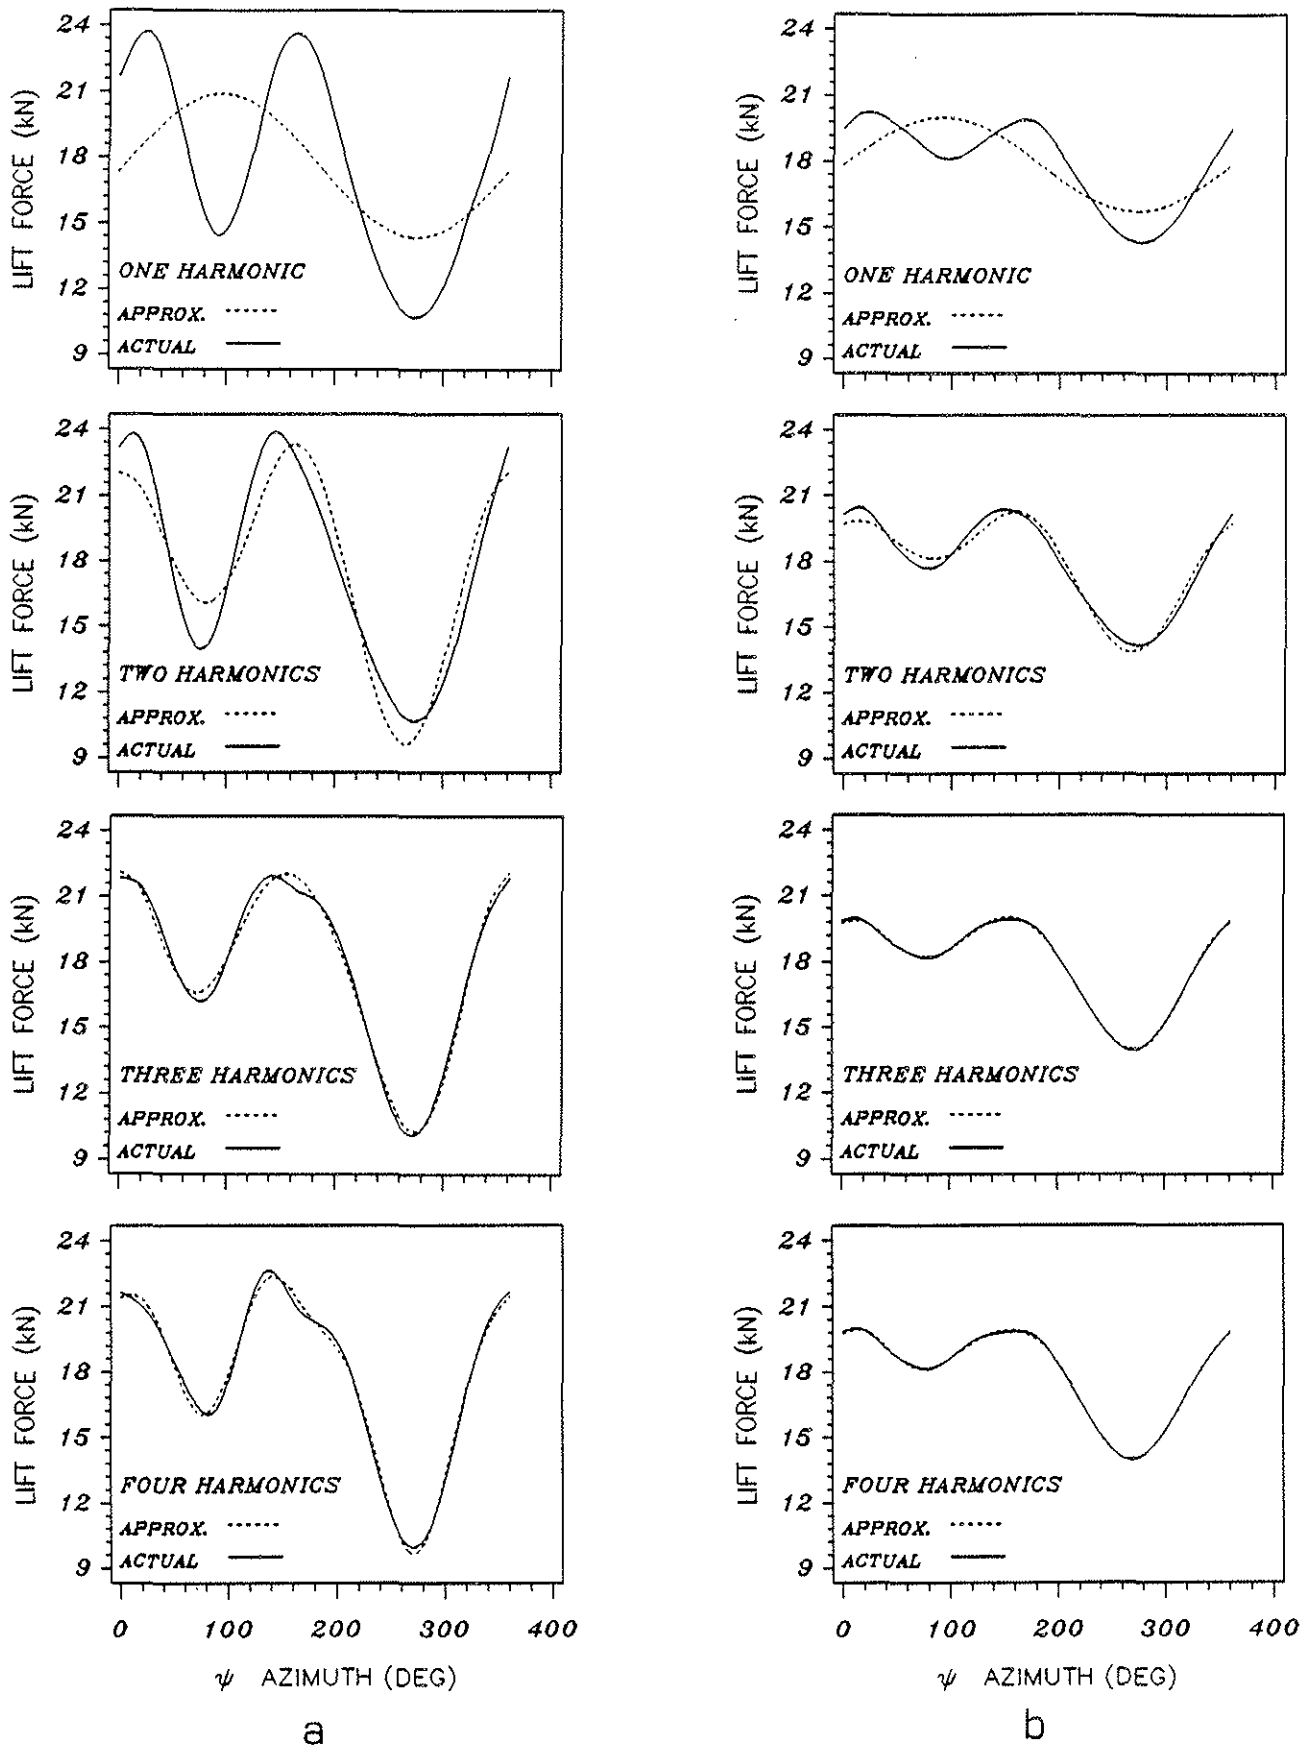 24
21
18
15
12
9
LIFT FORCE (kN)
ONE HARMONIC
APPROX.
ACTUAL
24
21
18
15
12
9
LIFT FORCE (kN)
TWO HARMONICS
APPROX.
ACTUAL
24
21
18
15
12
9
LIFT FORCE (kN)
THREE HARMONICS
APPROX.
ACTUAL
24
21
18
15
12
9
LIFT FORCE (kN)
FOUR HARMONICS
APPROX.
ACTUAL
0 100 200 300 400
ψ AZIMUTH (DEG)
a
24
21
20
18
15
12
9
LIFT FORCE (kN)
ONE HARMONIC
APPROX.
ACTUAL
24
21
18
15
12
9
LIFT FORCE (kN)
TWO HARMONICS
APPROX.
ACTUAL
24
21
18
15
12
9
LIFT FORCE (kN)
THREE HARMONICS
APPROX.
ACTUAL
24
21
18
15
12
9
LIFT FORCE (kN)
FOUR HARMONICS
APPROX.
ACTUAL
0 100 200 300 400
ψ AZIMUTH (DEG)
b